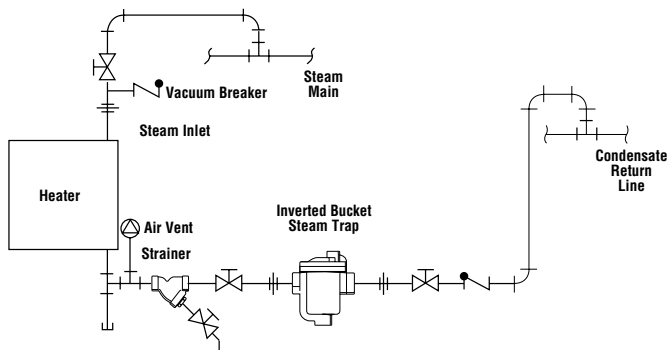 Steam
Main
Vacuum Breaker
Steam Inlet
Condensate
Return
Line
Heater
Inverted Bucket
Steam Trap
Air Vent
Strainer